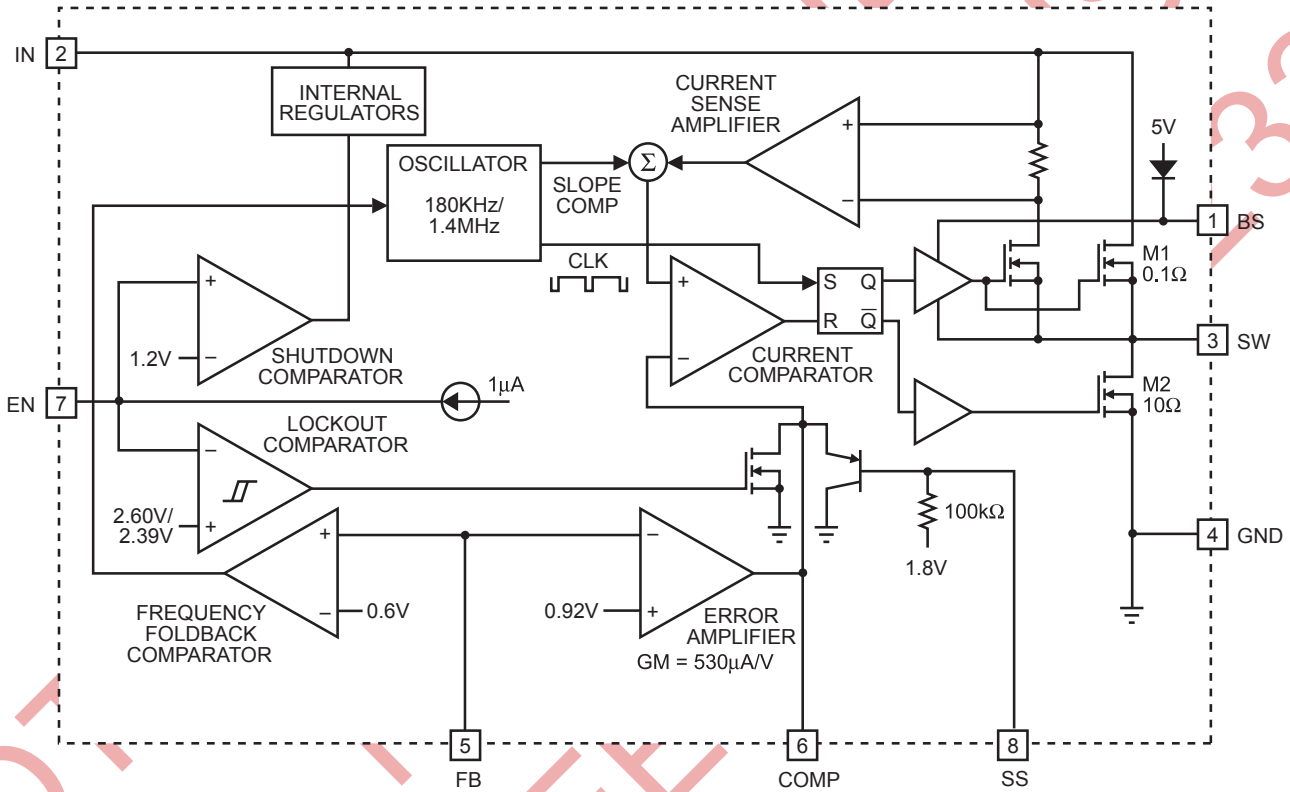 IN 2
INTERNAL
REGULATORS
OSCILLATOR
180KHz/
1.4MHz
SLOPE
COMP
CLK
Σ
CURRENT
SENSE
AMPLIFIER
+
−
5V
1 BS
M1
0.1Ω
3 SW
M2
10Ω
4 GND
S Q
R Q̅
+
−
CURRENT
COMPARATOR
+
1.2V −
SHUTDOWN
COMPARATOR
EN 7
1µA
LOCKOUT
COMPARATOR
−
2.60V/
2.39V
+
+
− 0.6V
FREQUENCY
FOLDBACK
COMPARATOR
−
0.92V +
ERROR
AMPLIFIER
GM = 530µA/V
100kΩ
1.8V
5
FB
6
COMP
8
SS